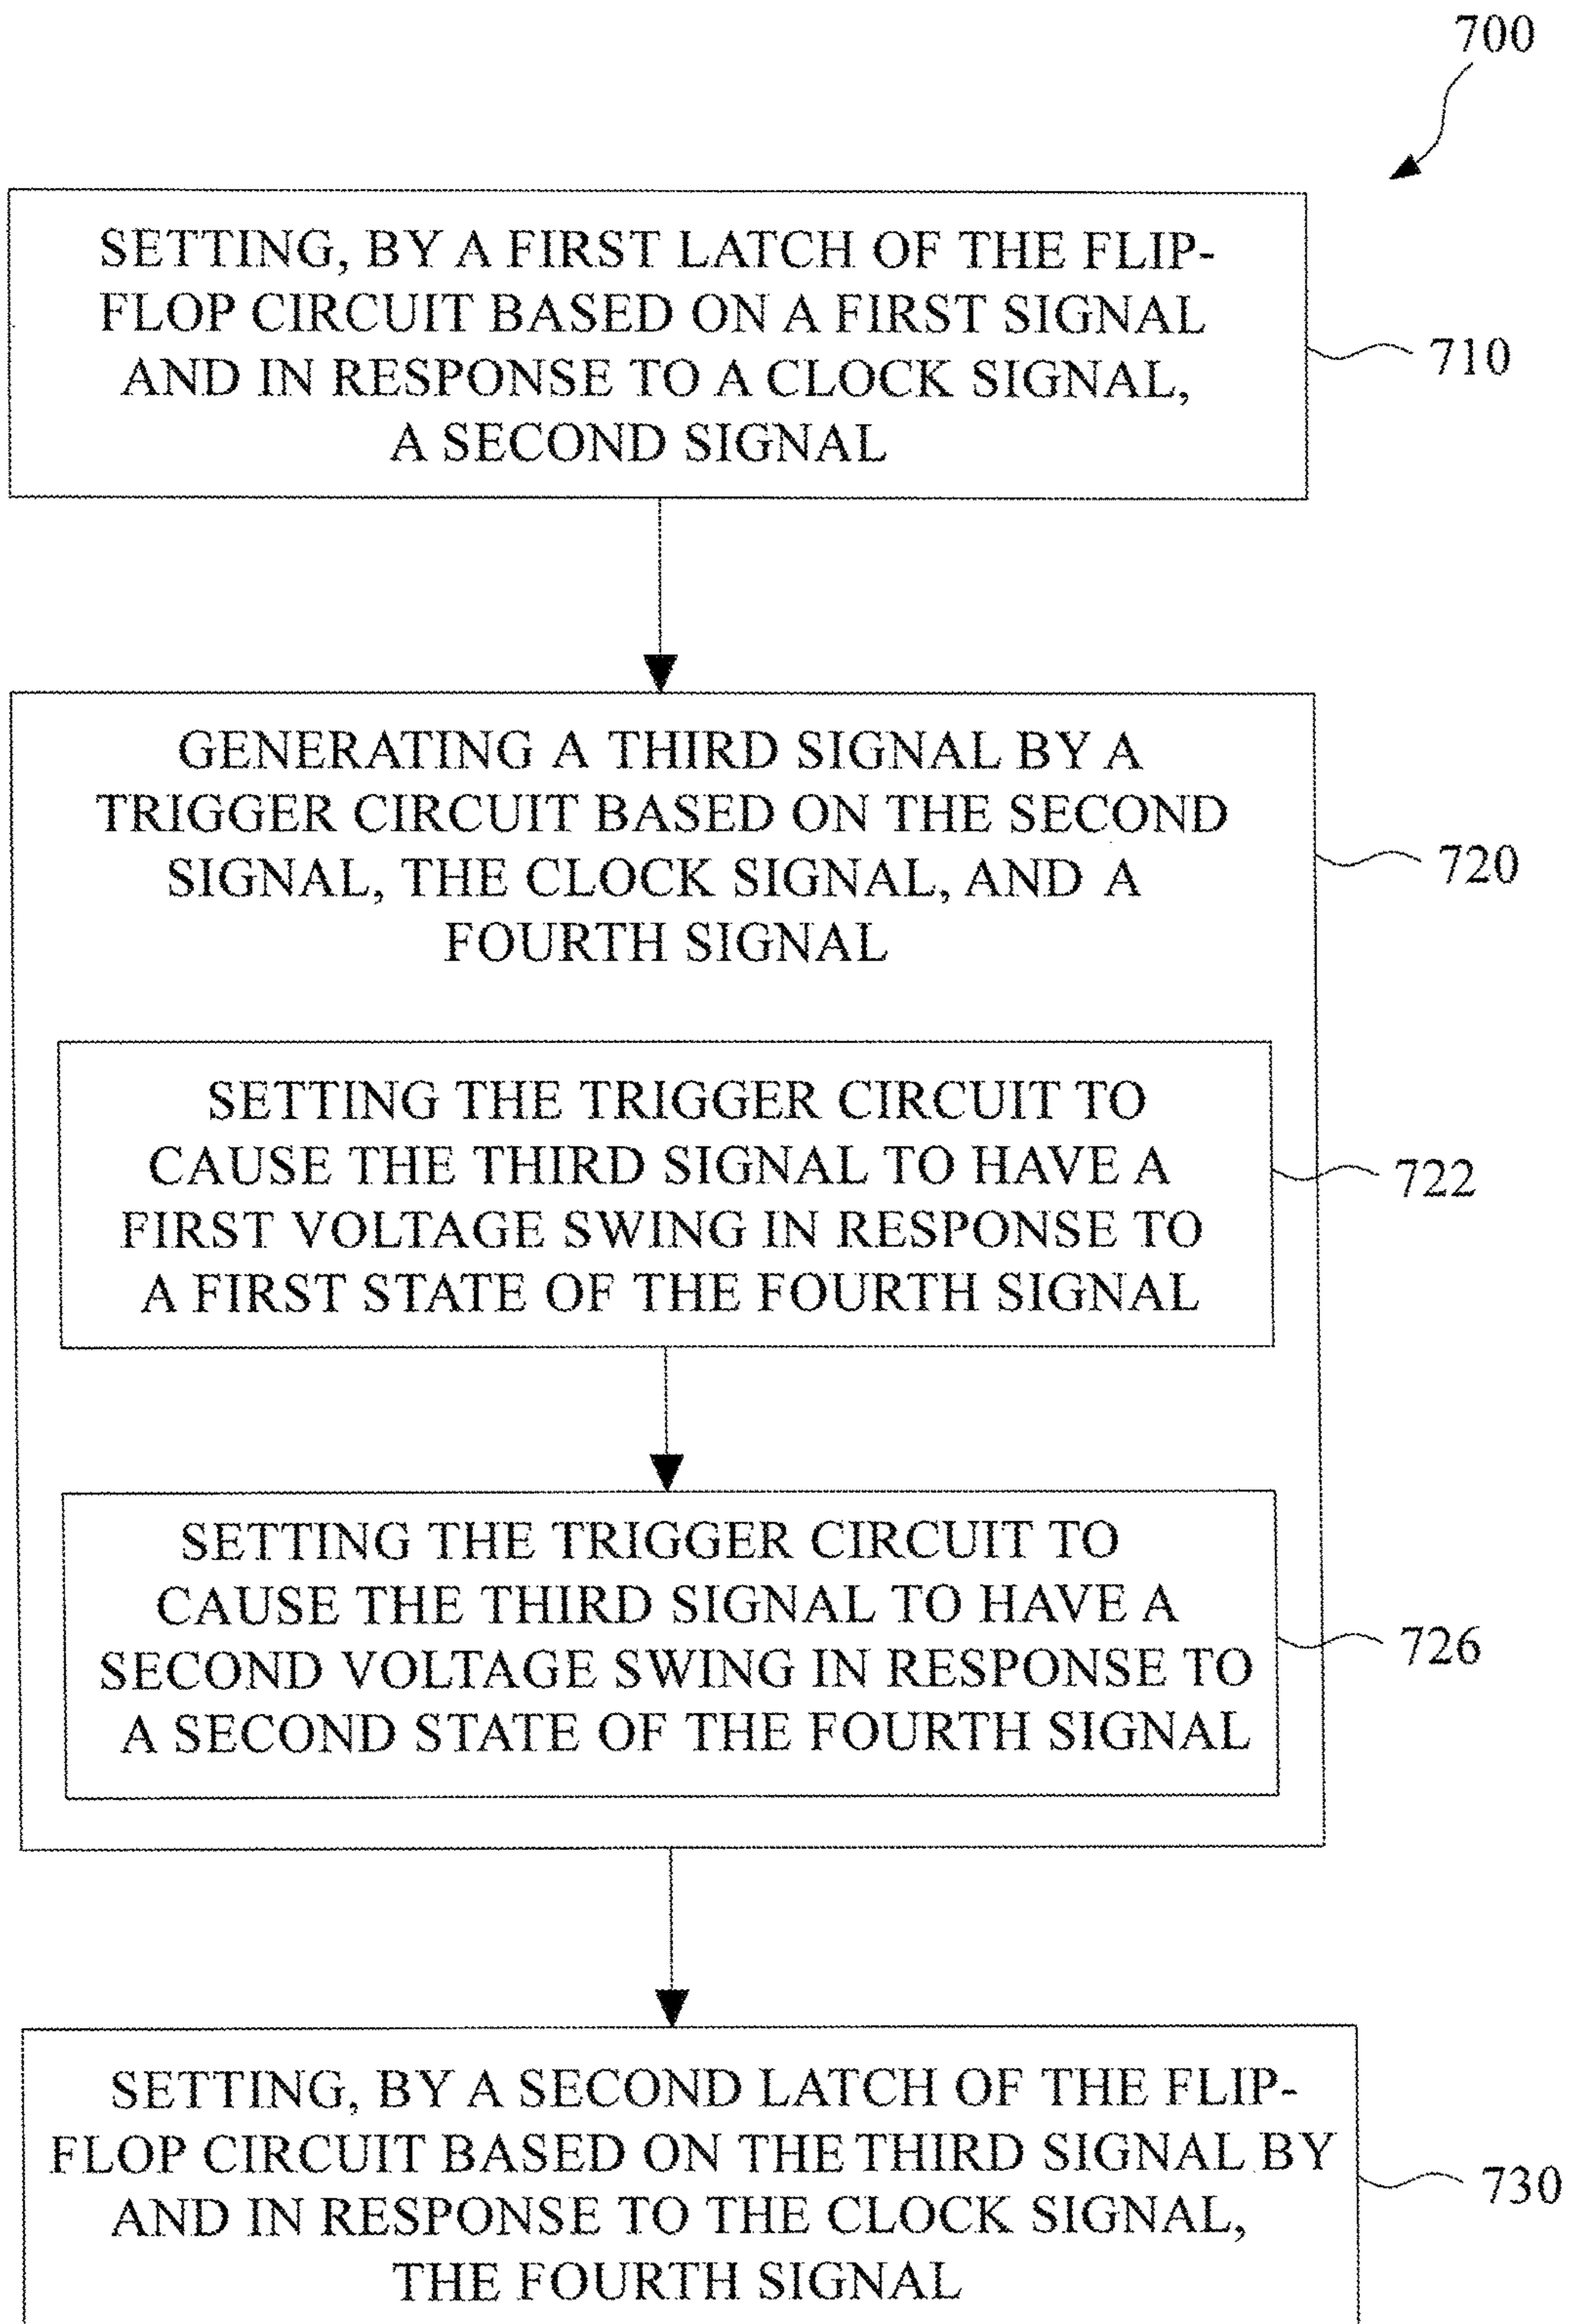 700
SETTING, BY A FIRST LATCH OF THE FLIP-
FLOP CIRCUIT BASED ON A FIRST SIGNAL
AND IN RESPONSE TO A CLOCK SIGNAL,
A SECOND SIGNAL
710
GENERATING A THIRD SIGNAL BY A
TRIGGER CIRCUIT BASED ON THE SECOND
SIGNAL, THE CLOCK SIGNAL, AND A
FOURTH SIGNAL
720
SETTING THE TRIGGER CIRCUIT TO
CAUSE THE THIRD SIGNAL TO HAVE A
FIRST VOLTAGE SWING IN RESPONSE TO
A FIRST STATE OF THE FOURTH SIGNAL
722
SETTING THE TRIGGER CIRCUIT TO
CAUSE THE THIRD SIGNAL TO HAVE A
SECOND VOLTAGE SWING IN RESPONSE TO
A SECOND STATE OF THE FOURTH SIGNAL
726
SETTING, BY A SECOND LATCH OF THE FLIP-
FLOP CIRCUIT BASED ON THE THIRD SIGNAL BY
AND IN RESPONSE TO THE CLOCK SIGNAL,
THE FOURTH SIGNAL
730